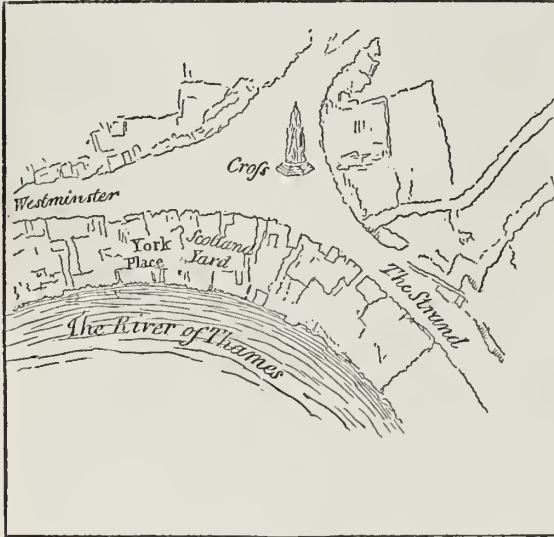 Croſs
Westminster
York
Place
Scotland
Yard
The Strand
The River of Thames